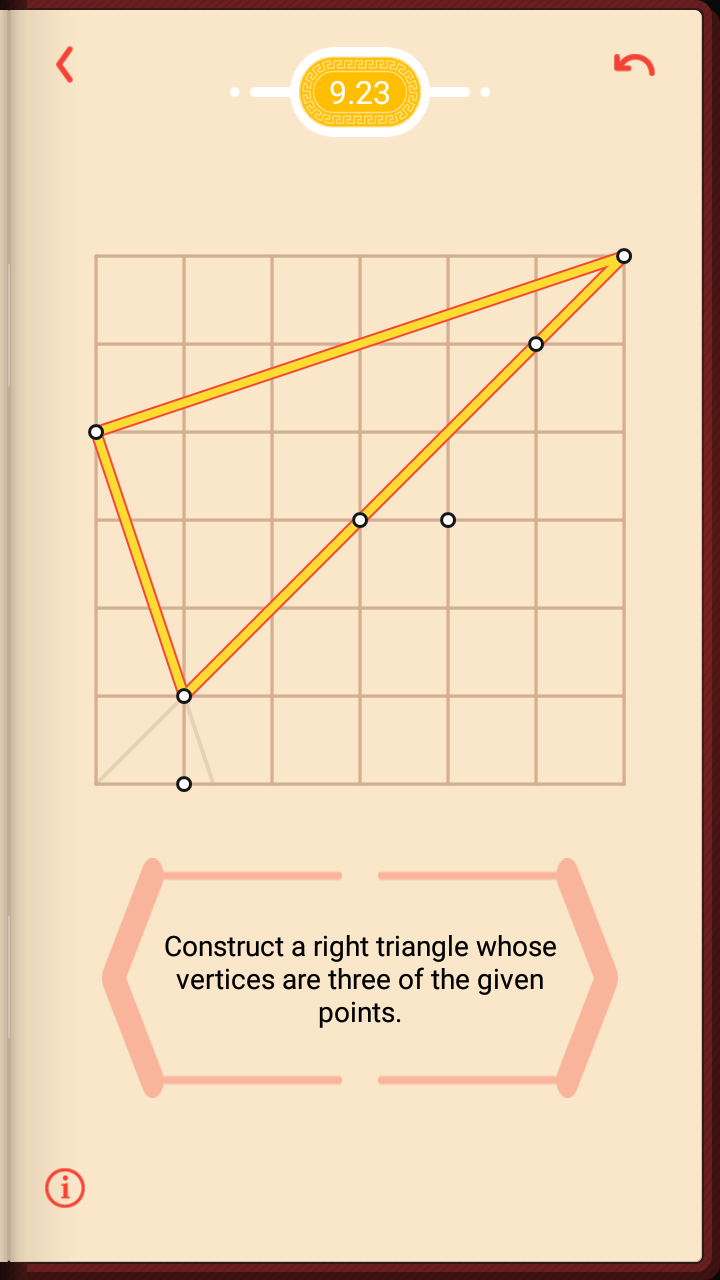 9.23
Construct a right triangle whose
vertices are three of the given
points.
i